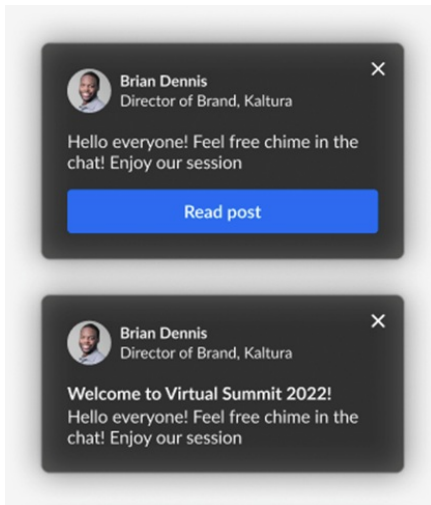 Brian Dennis
Director of Brand, Kaltura
Hello everyone! Feel free chime in the
chat! Enjoy our session
Read post
Brian Dennis
Director of Brand, Kaltura
Welcome to Virtual Summit 2022!
Hello everyone! Feel free chime in the
chat! Enjoy our session